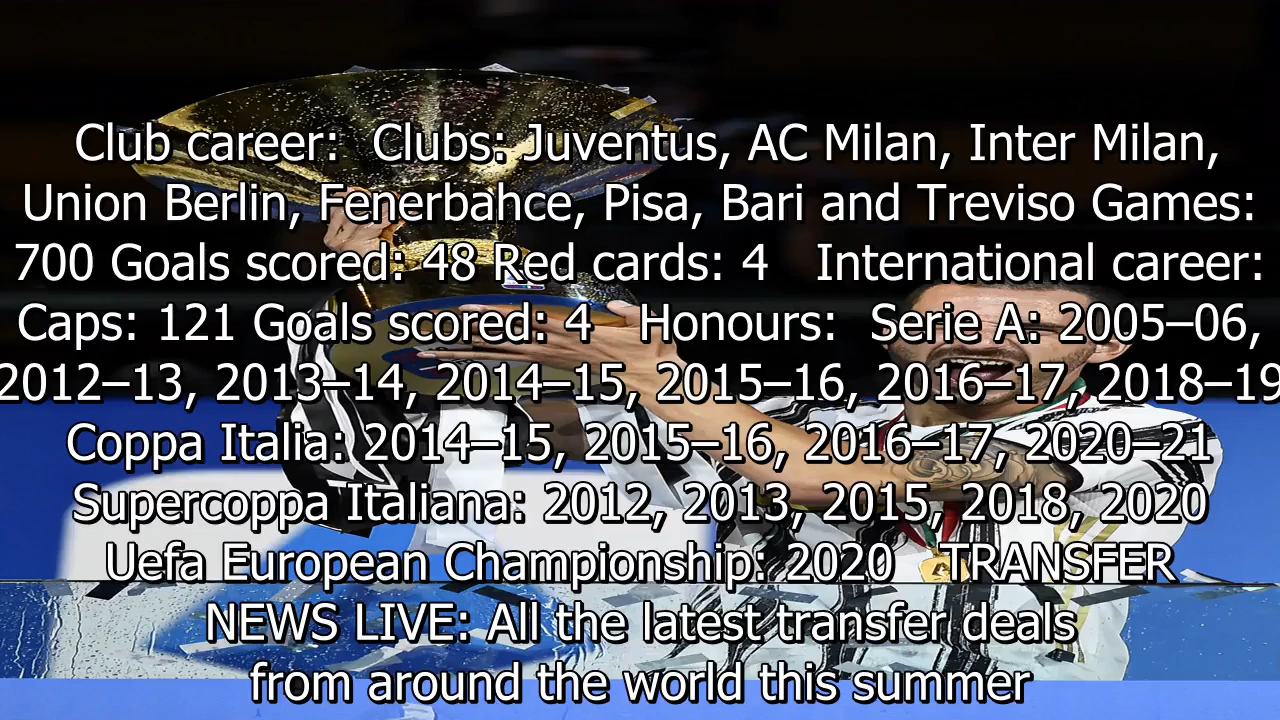 Club career: Clubs: Juventus, AC Milan, Inter Milan,
Union Berlin, Fenerbahce, Pisa, Bari and Treviso Games:
700 Goals scored: 48 Red cards: 4 International career:
Caps: 121 Goals scored: 4 Honours: Serie A: 2005–06,
2012–13, 2013–14, 2014–15, 2015–16, 2016–17, 2018–19
Coppa Italia: 2014–15, 2015–16, 2016–17, 2020–21
Supercoppa Italiana: 2012, 2013, 2015, 2018, 2020
Uefa European Championship: 2020 TRANSFER
NEWS LIVE: All the latest transfer deals
from around the world this summer